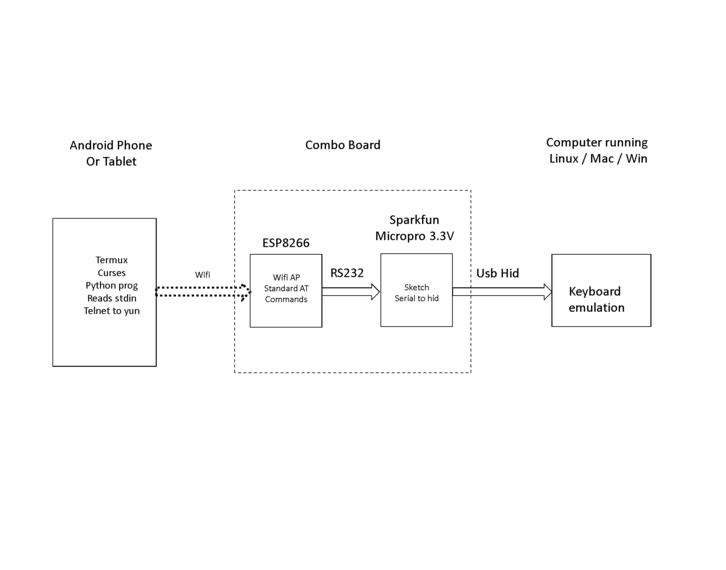 Android Phone
Or Tablet
Combo Board
Computer running
Linux / Mac / Win
Termux
Curses
Python prog
Reads stdin
Telnet to yun
Wifi
ESP8266
Wifi AP
Standard AT
Commands
RS232
Sparkfun
Micropro 3.3V
Sketch
Serial to hid
Usb Hid
Keyboard
emulation